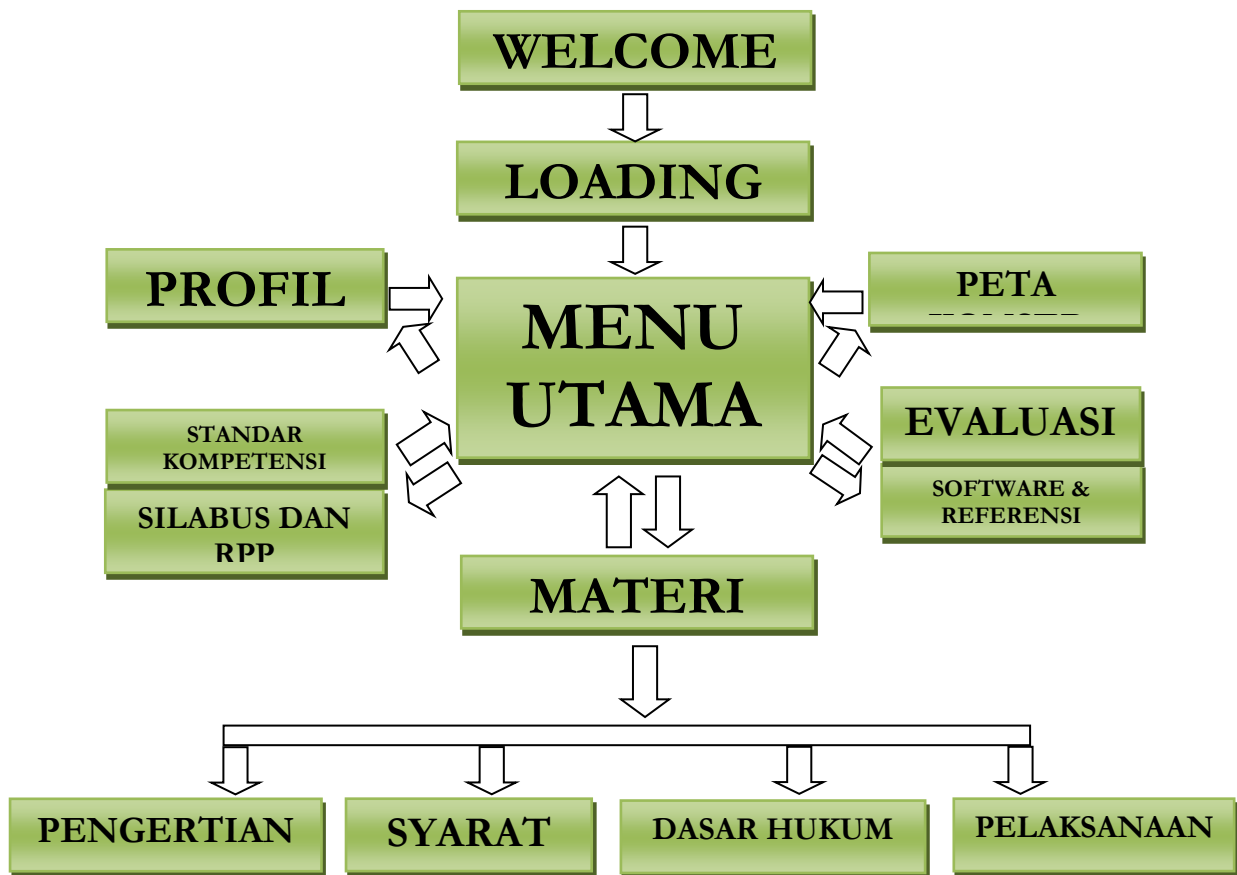 WELCOME
LOADING
PROFIL
PETA
MENU
UTAMA
STANDAR
KOMPETENSI
EVALUASI
SILABUS DAN
RPP
SOFTWARE &
REFERENSI
MATERI
PENGERTIAN
SYARAT
DASAR HUKUM
PELAKSANAAN